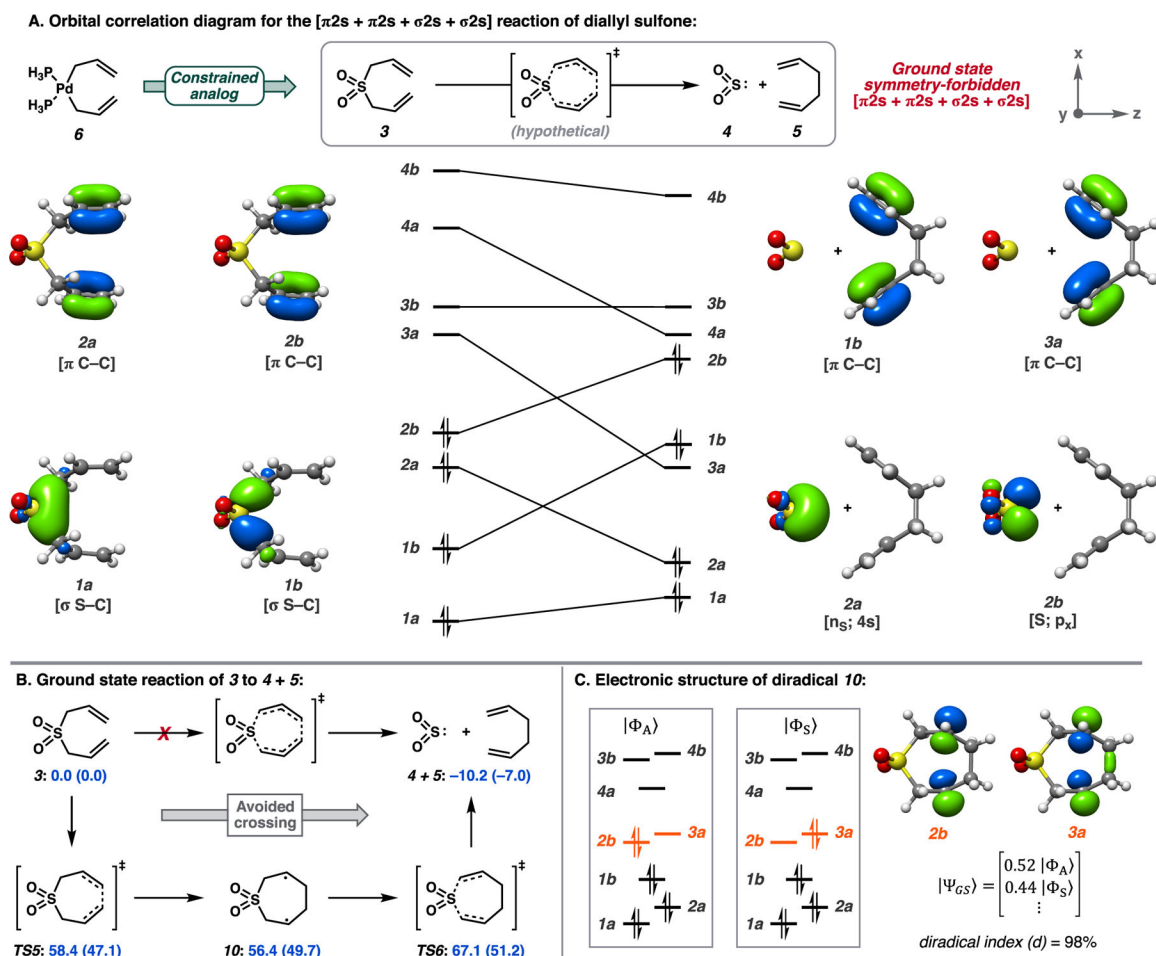 A. Orbital correlation diagram for the [π2s + π2s + σ2s + σ2s] reaction of diallyl sulfone:
H₃P
H₃P
Pd
6
Constrained
analog
O
O
S
3
O
O
S
‡
(hypothetical)
O
S:
O
4
+
5
Ground state
symmetry-forbidden
[π2s + π2s + σ2s + σ2s]
x
y
z
2a
[π C–C]
2b
[π C–C]
1a
[σ S–C]
1b
[σ S–C]
4b
4a
3b
3a
2b
2a
1b
1a
4b
3b
4a
2b
1b
3a
2a
1a
+
1b
[π C–C]
+
3a
[π C–C]
+
2a
[nS; 4s]
+
2b
[S; pₓ]
B. Ground state reaction of 3 to 4 + 5:
O
O
S
3: 0.0 (0.0)
X
O
O
S
‡
O
S:
O
+
4 + 5: –10.2 (–7.0)
Avoided
crossing
O
O
S
‡
TS5: 58.4 (47.1)
O
O
S
10: 56.4 (49.7)
O
O
S
‡
TS6: 67.1 (51.2)
C. Electronic structure of diradical 10:
|Φ_A⟩
3b
4b
4a
2b
3a
1b
1a
2a
|Φ_S⟩
3b
4b
4a
2b
3a
1b
1a
2a
2b
3a
|Ψ_GS⟩ = [0.52 |Φ_A⟩
0.44 |Φ_S⟩
⋮]
diradical index (d) = 98%